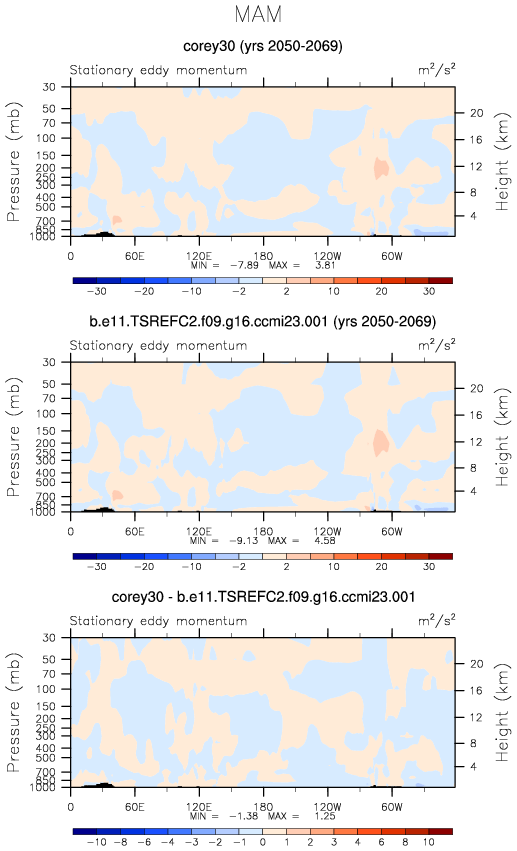 MAM
corey30 (yrs 2050-2069)
Stationary eddy momentum m²/s²
30
50
70
100
150
200
250
300
400
500
700
850
1000
Pressure (mb)
20
16
12
8
4
Height (km)
0 60E 120E 180 120W 60W
MIN = -7.89 MAX = 3.81
-30 -20 -10 -2 2 10 20 30
b.e11.TSREFC2.f09.g16.ccmi23.001 (yrs 2050-2069)
Stationary eddy momentum m²/s²
30
50
70
100
150
200
250
300
400
500
700
850
1000
Pressure (mb)
20
16
12
8
4
Height (km)
0 60E 120E 180 120W 60W
MIN = -9.13 MAX = 4.58
-30 -20 -10 -2 2 10 20 30
corey30 - b.e11.TSREFC2.f09.g16.ccmi23.001
Stationary eddy momentum m²/s²
30
50
70
100
150
200
250
300
400
500
700
850
1000
Pressure (mb)
20
16
12
8
4
Height (km)
0 60E 120E 180 120W 60W
MIN = -1.38 MAX = 1.25
-10 -8 -6 -4 -3 -2 -1 0 1 2 3 4 6 8 10